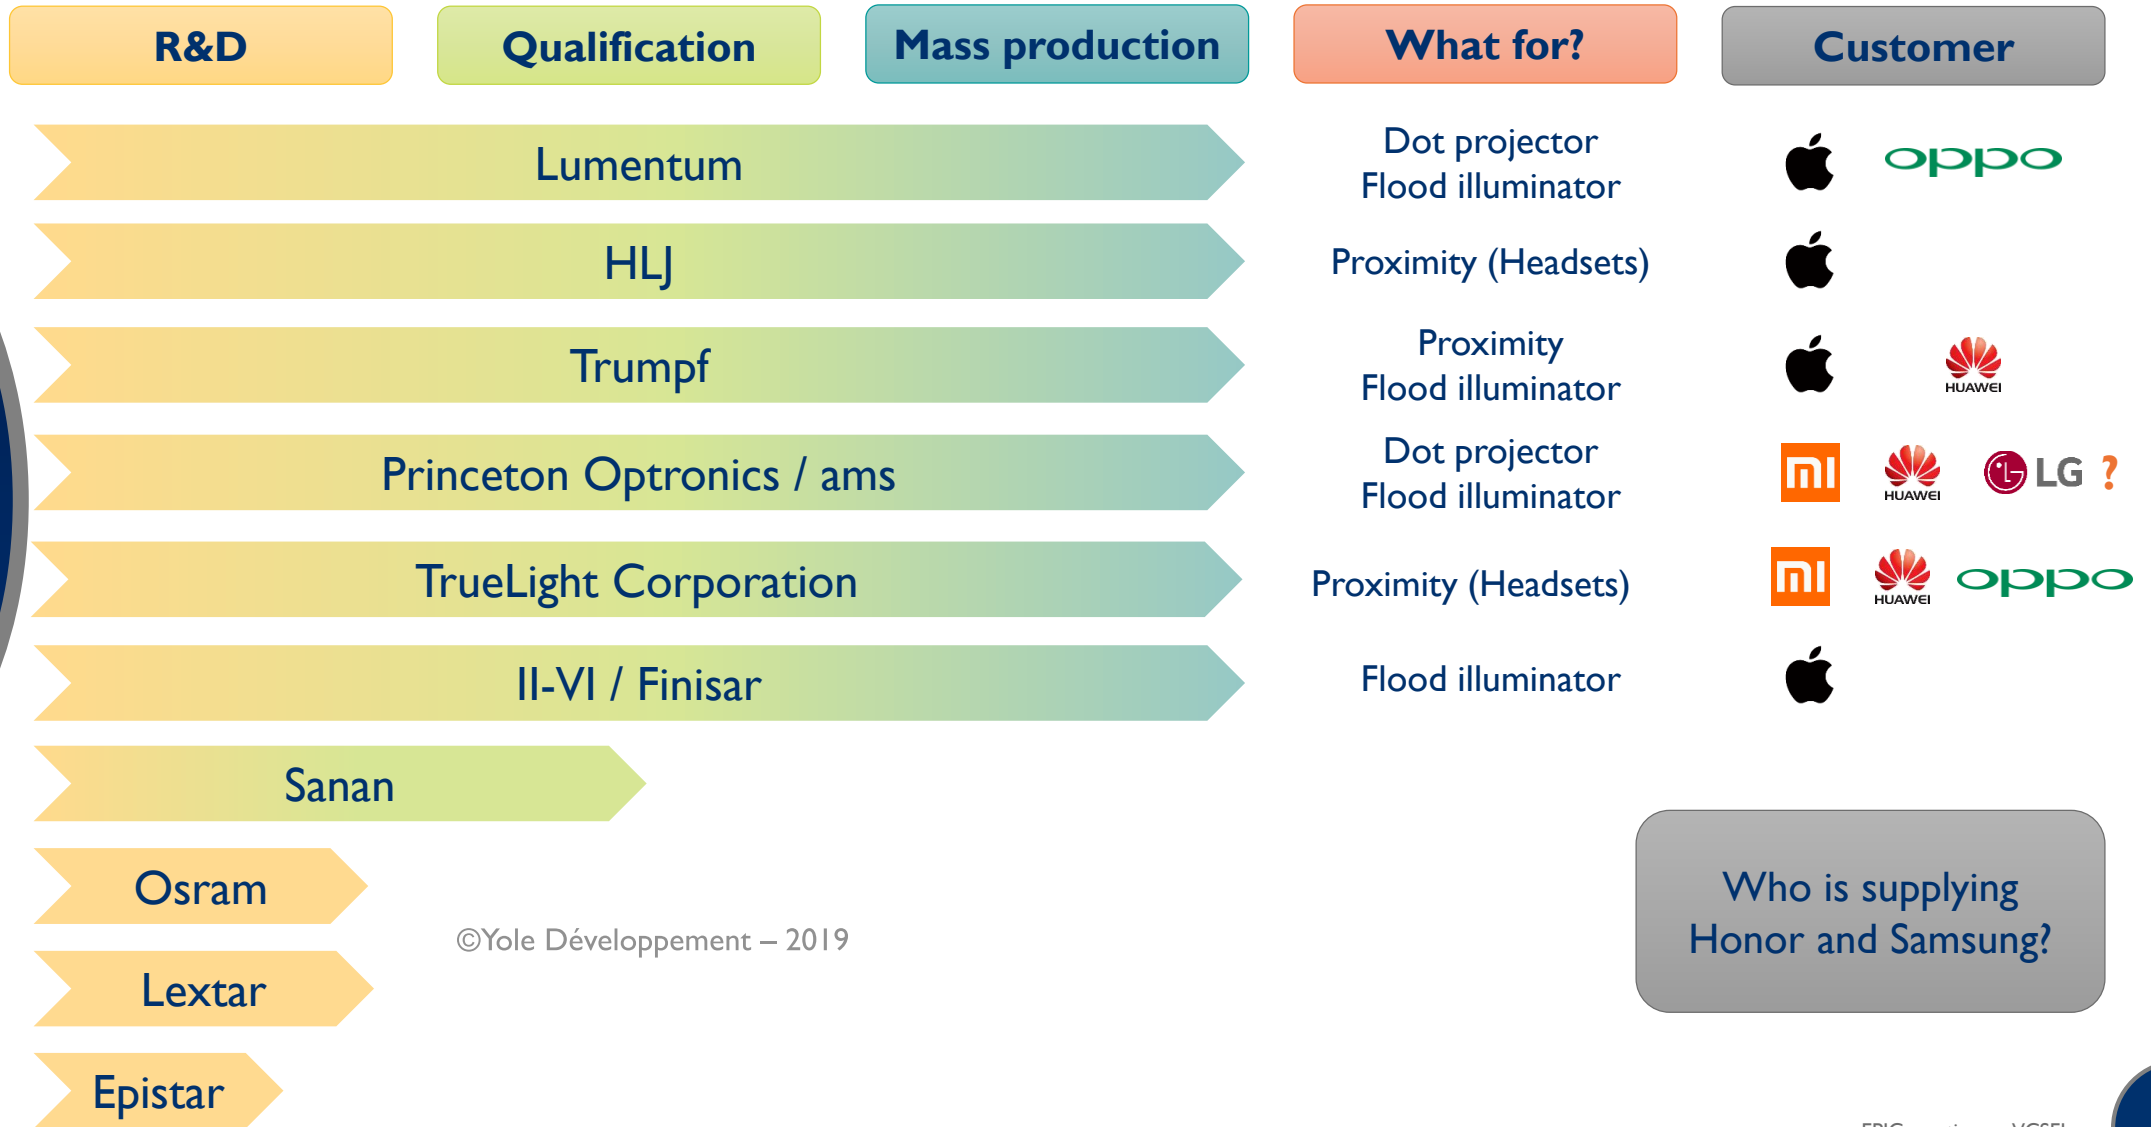 R&D
Qualification
Mass production
What for?
Customer
Lumentum
Dot projector
Flood illuminator
oppo
HLJ
Proximity (Headsets)
Trumpf
Proximity
Flood illuminator
HUAWEI
Princeton Optronics / ams
Dot projector
Flood illuminator
mi
HUAWEI
LG ?
TrueLight Corporation
Proximity (Headsets)
mi
HUAWEI
oppo
II-VI / Finisar
Flood illuminator
Sanan
Osram
Who is supplying
Honor and Samsung?
©Yole Développement – 2019
Lextar
Epistar